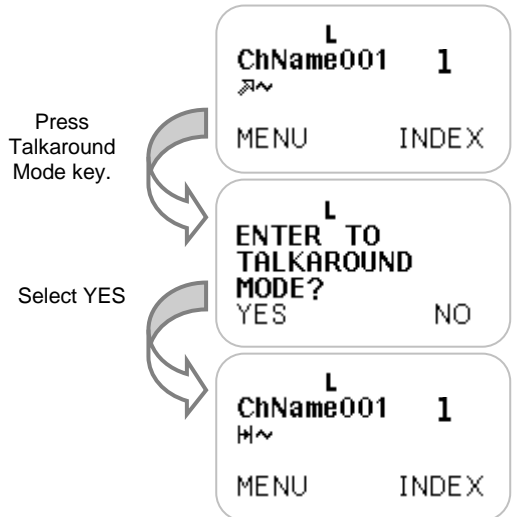 L
ChName001 1
MENU INDEX
Press
Talkaround
Mode key.
L
ENTER TO
TALKAROUND
MODE?
YES NO
Select YES
L
ChName001 1
MENU INDEX